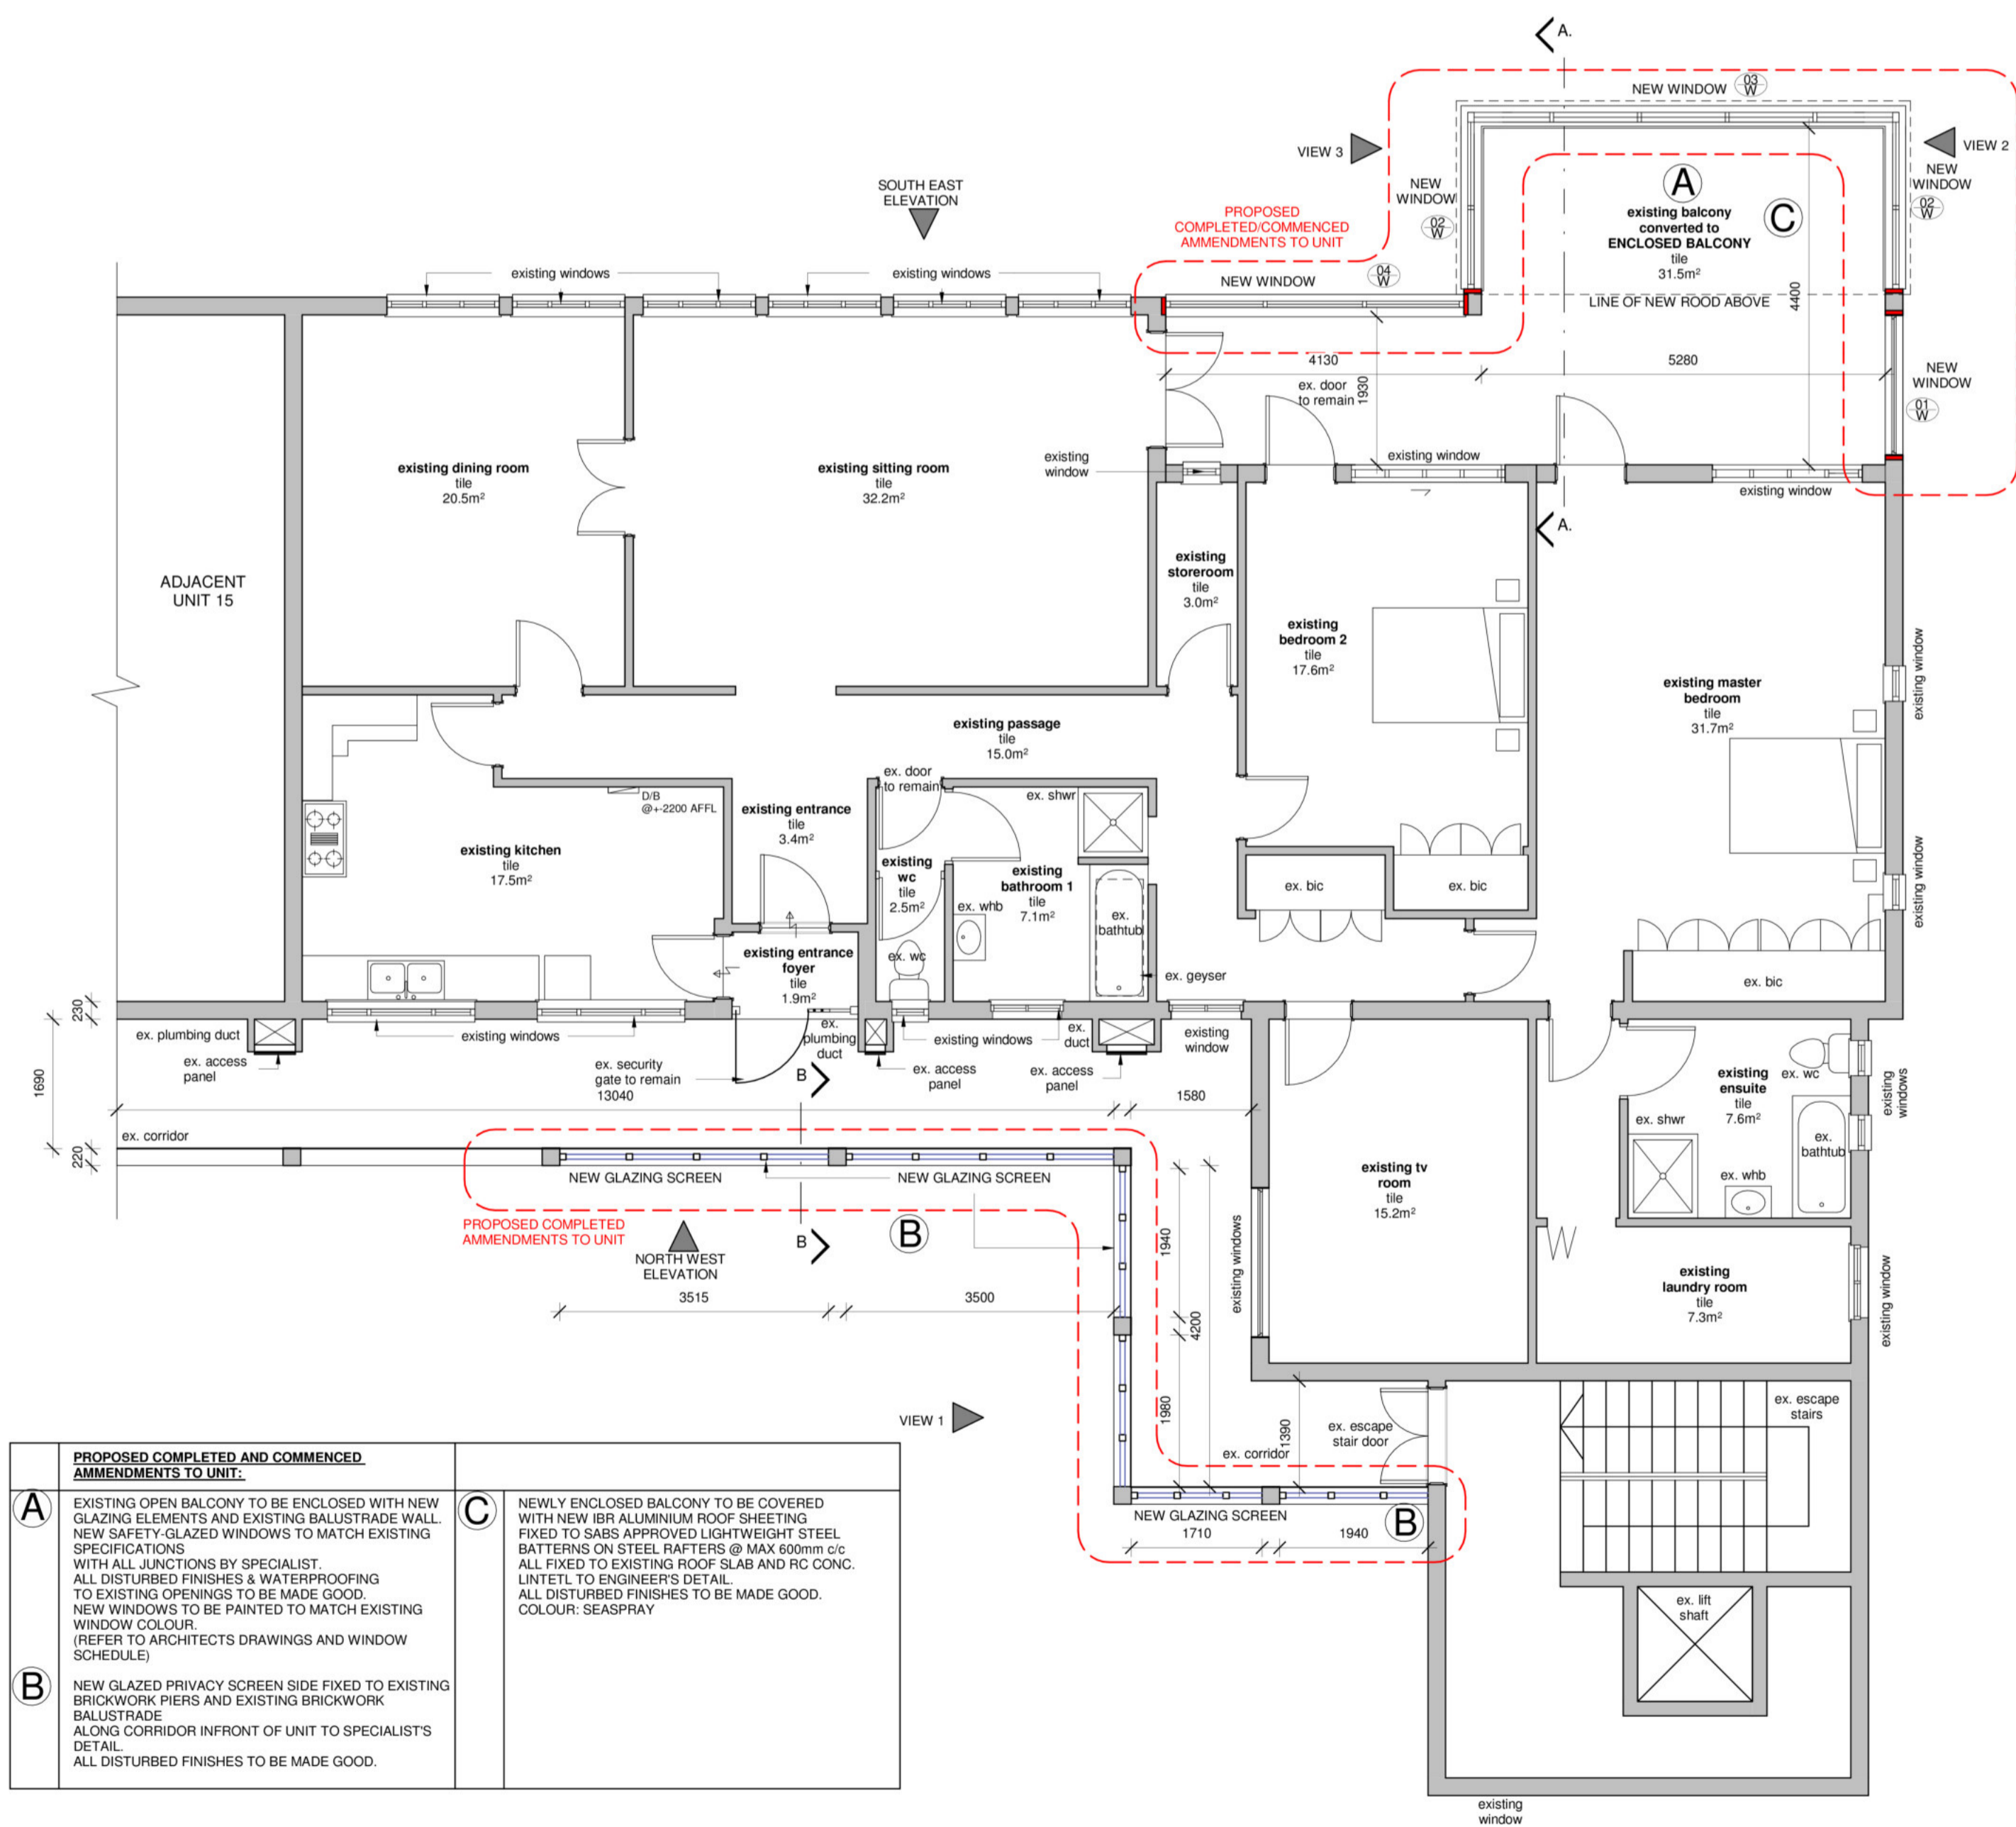 A.
NEW WINDOW 03
W
VIEW 3
VIEW 2
NEW
WINDOW
02
W
NEW
WINDOW
02
W
A
C
existing balcony
converted to
ENCLOSED BALCONY
tile
31.5m²
LINE OF NEW ROOD ABOVE
4400
SOUTH EAST
ELEVATION
PROPOSED
COMPLETED/COMMENCED
AMMENDMENTS TO UNIT
existing windows
existing windows
NEW WINDOW
04
W
4130
5280
1930
ex. door
to remain
NEW
WINDOW
01
W
existing
window
existing window
existing window
A.
existing dining room
tile
20.5m²
existing sitting room
tile
32.2m²
ADJACENT
UNIT 15
existing
storeroom
tile
3.0m²
existing
bedroom 2
tile
17.6m²
existing master
bedroom
tile
31.7m²
existing window
existing window
existing passage
tile
15.0m²
ex. door
to remain
D/B
@+-2200 AFFL
existing entrance
tile
3.4m²
ex. shwr
existing kitchen
tile
17.5m²
existing
wc
tile
2.5m²
existing
bathroom 1
tile
7.1m²
ex. whb
ex.
bathtub
ex. wc
ex. bic
ex. bic
ex. bic
existing entrance
foyer
tile
1.9m²
ex. geyser
230
1690
220
ex. plumbing duct
ex. access
panel
existing windows
ex. security
gate to remain
ex.
plumbing
duct
existing windows
ex.
duct
ex. access
panel
ex. access
panel
existing
window
B
13040
1580
ex. corridor
existing
ensuite
tile
7.6m²
ex. wc
existing
windows
ex. shwr
ex. whb
ex.
bathtub
NEW GLAZING SCREEN
NEW GLAZING SCREEN
PROPOSED COMPLETED
AMMENDMENTS TO UNIT
NORTH WEST
ELEVATION
B
B
3515
3500
1940
4200
1980
existing windows
existing tv
room
tile
15.2m²
existing
laundry room
tile
7.3m²
existing window
VIEW 1
1390
ex. corridor
ex. escape
stair door
ex. escape
stairs
NEW GLAZING SCREEN
1710
1940
B
ex. lift
shaft
existing
window
PROPOSED COMPLETED AND COMMENCED
AMMENDMENTS TO UNIT:
A
EXISTING OPEN BALCONY TO BE ENCLOSED WITH NEW
GLAZING ELEMENTS AND EXISTING BALUSTRADE WALL.
NEW SAFETY-GLAZED WINDOWS TO MATCH EXISTING
SPECIFICATIONS
WITH ALL JUNCTIONS BY SPECIALIST.
ALL DISTURBED FINISHES & WATERPROOFING
TO EXISTING OPENINGS TO BE MADE GOOD.
NEW WINDOWS TO BE PAINTED TO MATCH EXISTING
WINDOW COLOUR.
(REFER TO ARCHITECTS DRAWINGS AND WINDOW
SCHEDULE)
B
NEW GLAZED PRIVACY SCREEN SIDE FIXED TO EXISTING
BRICKWORK PIERS AND EXISTING BRICKWORK
BALUSTRADE
ALONG CORRIDOR INFRONT OF UNIT TO SPECIALIST'S
DETAIL.
ALL DISTURBED FINISHES TO BE MADE GOOD.
C
NEWLY ENCLOSED BALCONY TO BE COVERED
WITH NEW IBR ALUMINIUM ROOF SHEETING
FIXED TO SABS APPROVED LIGHTWEIGHT STEEL
BATTERNS ON STEEL RAFTERS @ MAX 600mm c/c
ALL FIXED TO EXISTING ROOF SLAB AND RC CONC.
LINTETL TO ENGINEER'S DETAIL.
ALL DISTURBED FINISHES TO BE MADE GOOD.
COLOUR: SEASPRAY